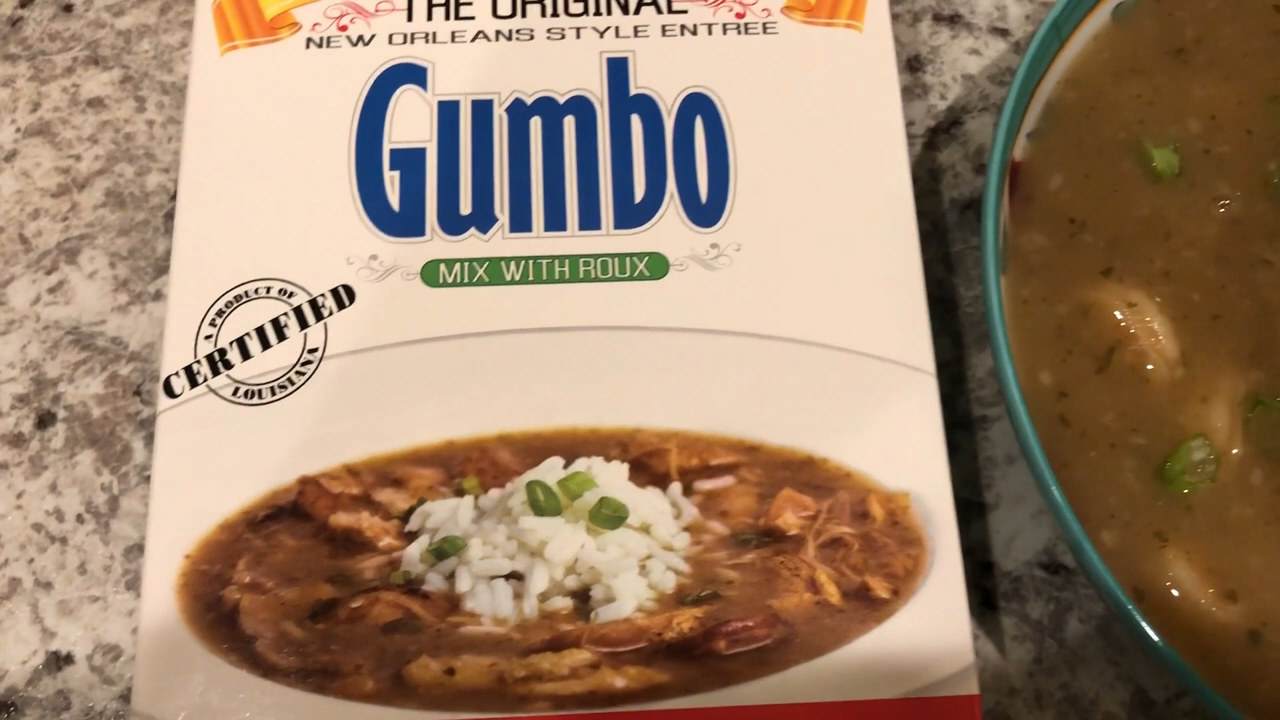 THE ORIGINAL
NEW ORLEANS STYLE ENTREE
Gumbo
MIX WITH ROUX
A PRODUCT OF
CERTIFIED
LOUISIANA